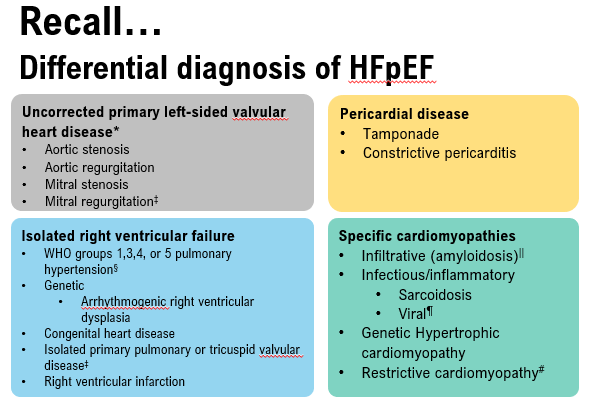 Recall...
Differential diagnosis of HFpEF
Uncorrected primary left-sided valvular
heart disease*
• Aortic stenosis
• Aortic regurgitation
• Mitral stenosis
• Mitral regurgitation‡
Pericardial disease
• Tamponade
• Constrictive pericarditis
Isolated right ventricular failure
• WHO groups 1,3,4, or 5 pulmonary
hypertension§
• Genetic
• Arrhythmogenic right ventricular
dysplasia
• Congenital heart disease
• Isolated primary pulmonary or tricuspid valvular
disease‡
• Right ventricular infarction
Specific cardiomyopathies
• Infiltrative (amyloidosis)||
• Infectious/inflammatory
• Sarcoidosis
• Viral¶
• Genetic Hypertrophic
cardiomyopathy
• Restrictive cardiomyopathy#